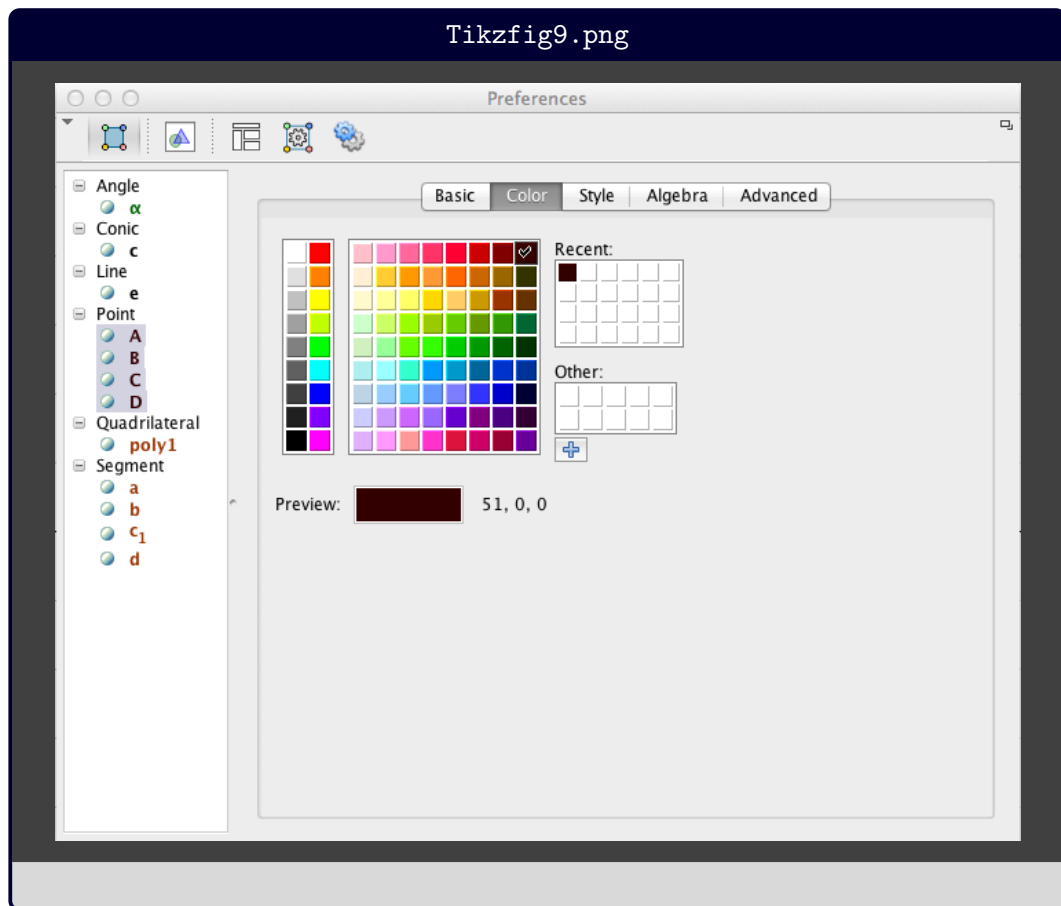 Tikzfig9.png
Preferences
Angle
α
Conic
c
Line
e
Point
A
B
C
D
Quadrilateral
poly1
Segment
a
b
c1
d
Basic Color Style Algebra Advanced
Recent:
Other:
Preview: 51, 0, 0